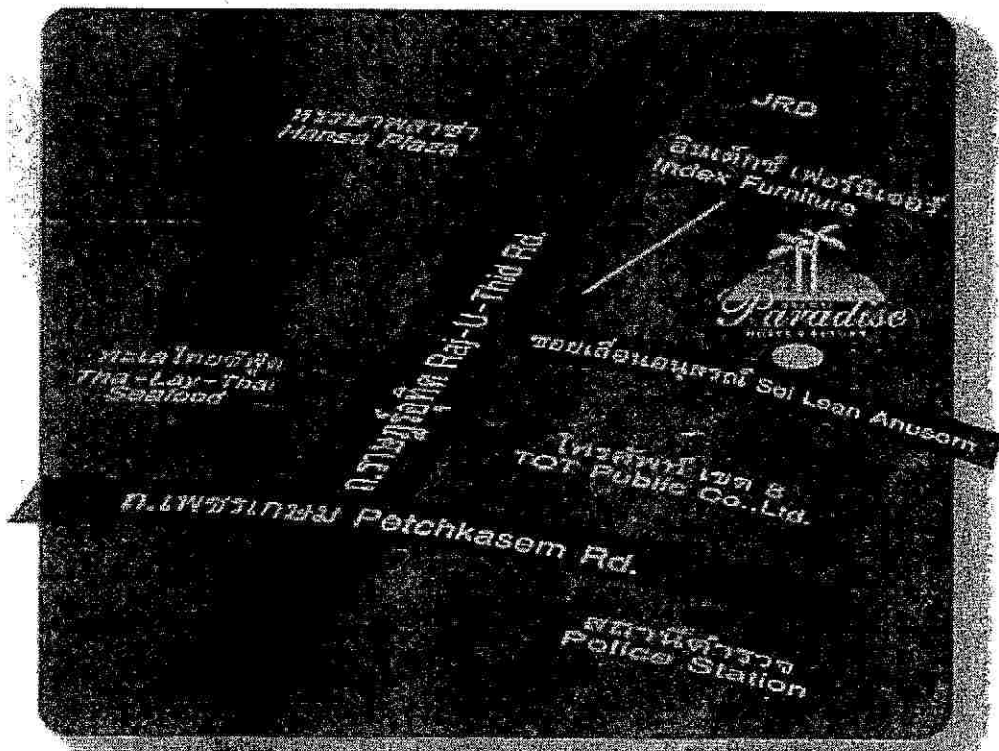 JRD
หรรษาพลาซ่า
Hansa Plaza
อินเด็กซ์ เฟอร์นิเจอร์
Index Furniture
Paradise
ถ.ราษฎร์อุทิศ Raj-U-Thid Rd.
ซอยเลื่อนอนุสรณ์ Soi Lean Anusorn
ทะเลไทยซีฟู้ด
Tha-Lay-Thai
Seafood
โทรศัพท์ เขต 8
TOT Public Co.,Ltd.
ถ.เพชรเกษม Petchkasem Rd.
สถานีตำรวจ
Police Station